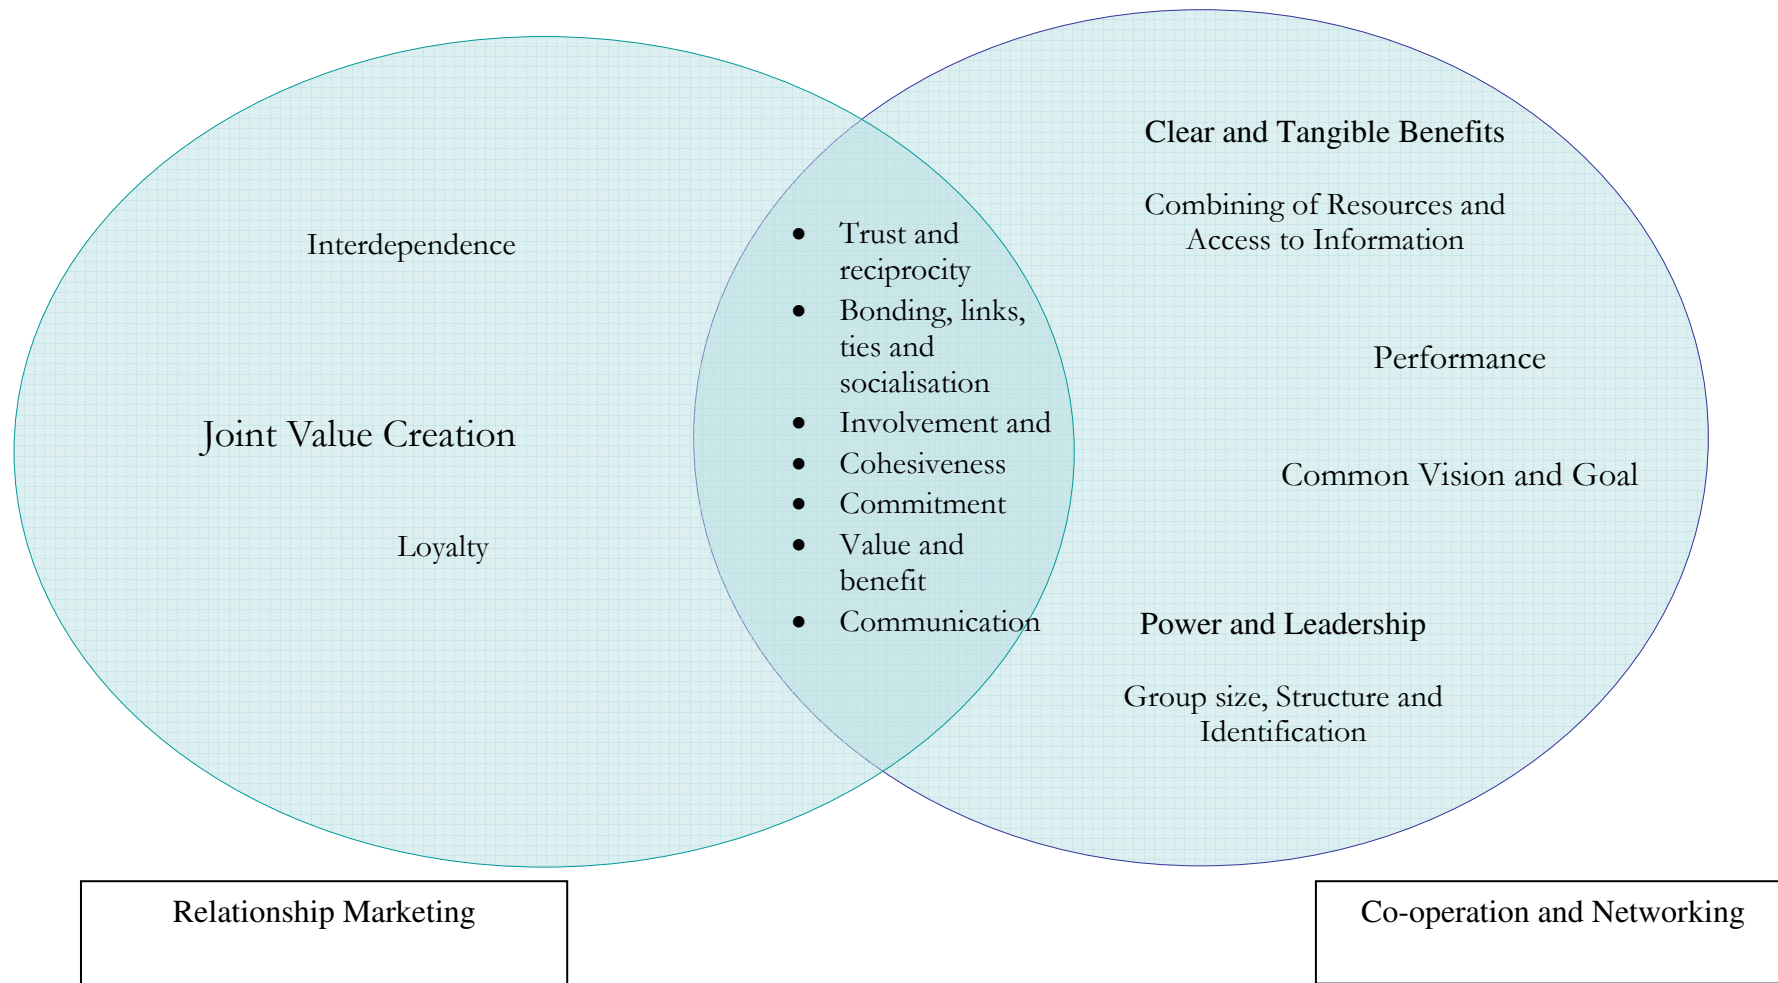 Interdependence
Joint Value Creation
Loyalty
• Trust and
reciprocity
• Bonding, links,
ties and
socialisation
• Involvement and
• Cohesiveness
• Commitment
• Value and
benefit
• Communication
Clear and Tangible Benefits
Combining of Resources and
Access to Information
Performance
Common Vision and Goal
Power and Leadership
Group size, Structure and
Identification
Relationship Marketing
Co-operation and Networking